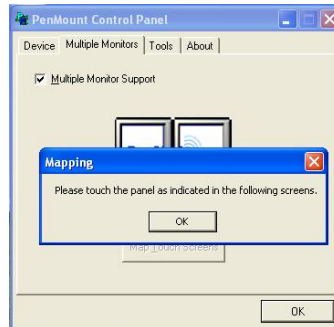 PenMount Control Panel
Device Multiple Monitors Tools About
Multiple Monitor Support
Mapping
Please touch the panel as indicated in the following screens.
OK
Map Touch Screens
OK